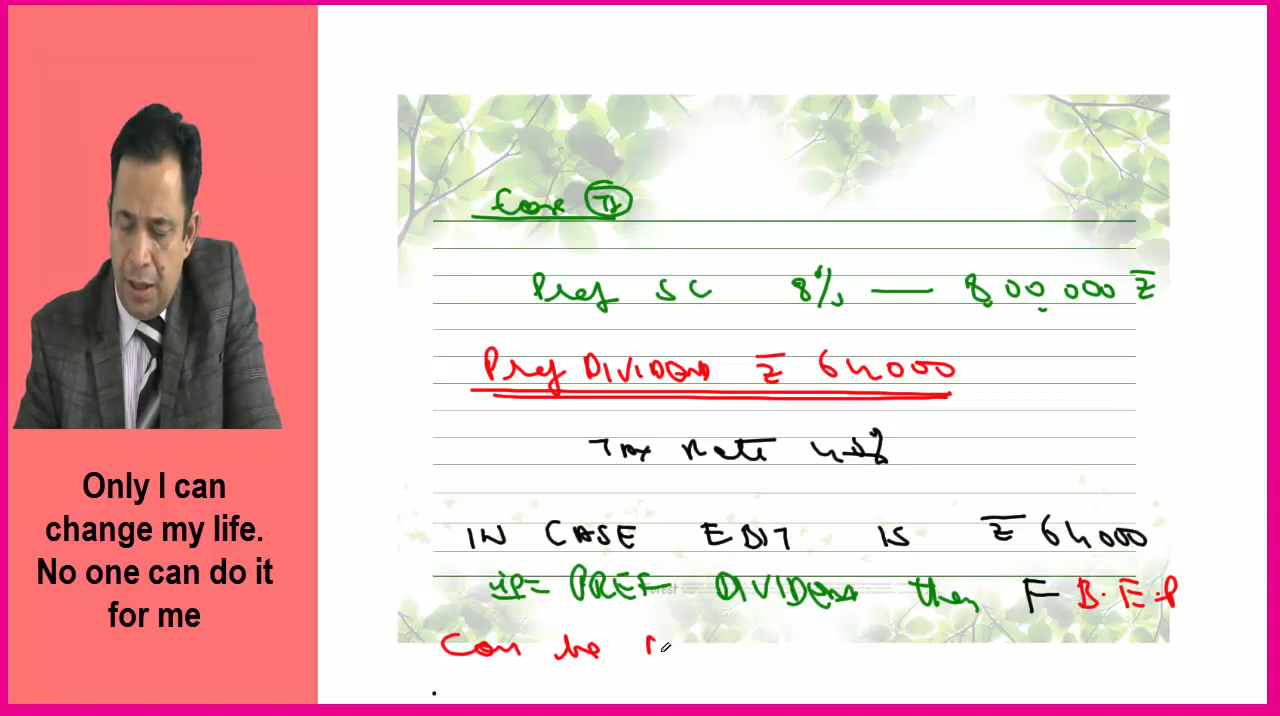 Only I can
change my life.
No one can do it
for me
Case II
Pref SC 8% — 800,000 ₹
Pref DIVIDEND ₹ 64000
Tax Rate 40%
IN CASE EBIT IS ₹ 64000
ie= PREF DIVIDEND then F B.E.P
Can be